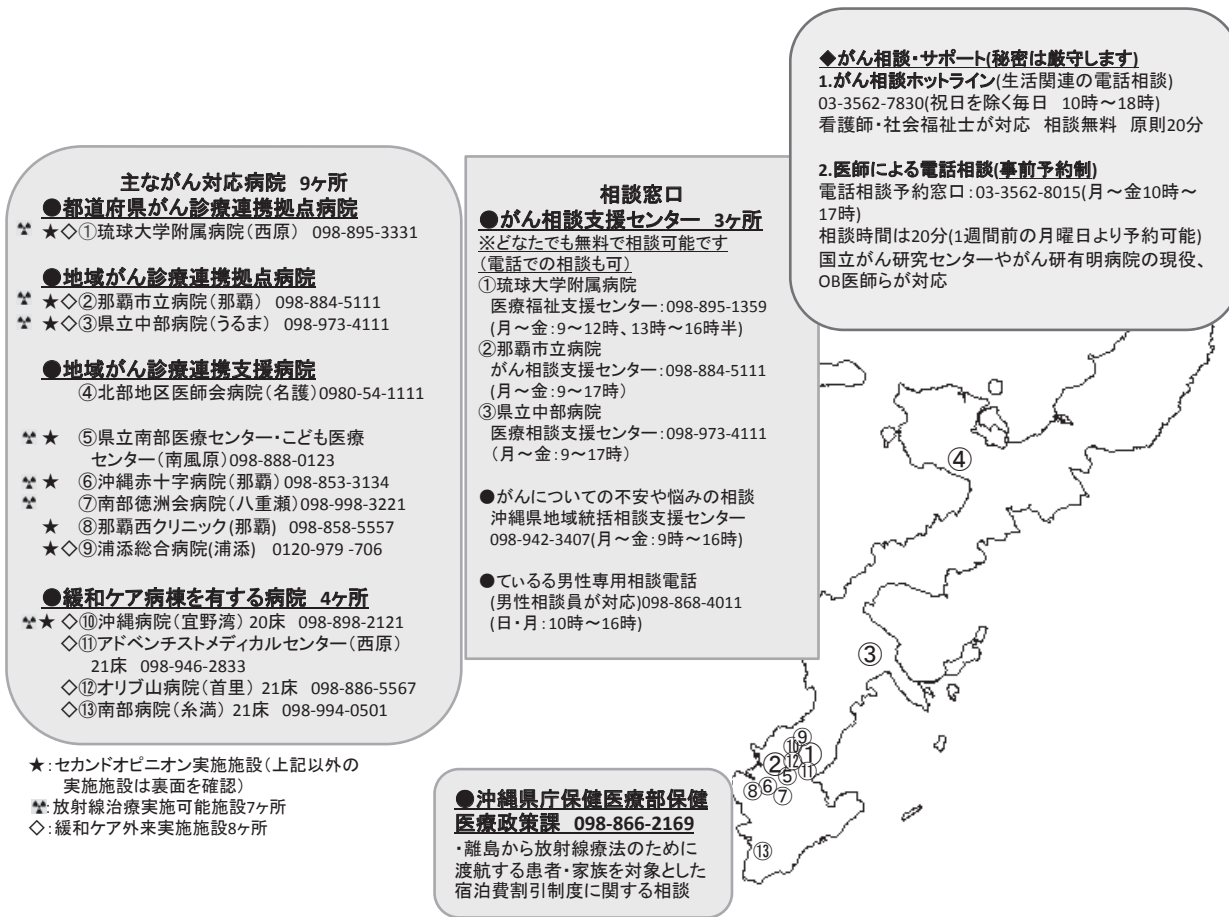 ◆がん相談・サポート(秘密は厳守します)
1.がん相談ホットライン(生活関連の電話相談)
03-3562-7830(祝日を除く毎日 10時～18時)
看護師・社会福祉士が対応 相談無料 原則20分
2.医師による電話相談(事前予約制)
電話相談予約窓口:03-3562-8015(月～金10時～
17時)
相談時間は20分(1週間前の月曜日より予約可能)
国立がん研究センターやがん研有明病院の現役、
OB医師らが対応
主ながん対応病院 9ヶ所
●都道府県がん診療連携拠点病院
☢ ★◇①琉球大学附属病院(西原) 098-895-3331
●地域がん診療連携拠点病院
☢ ★◇②那覇市立病院(那覇) 098-884-5111
☢ ★◇③県立中部病院(うるま) 098-973-4111
●地域がん診療連携支援病院
④北部地区医師会病院(名護)0980-54-1111
☢ ★ ⑤県立南部医療センター・こども医療
センター(南風原)098-888-0123
☢ ★ ⑥沖縄赤十字病院(那覇) 098-853-3134
☢ ⑦南部徳洲会病院(八重瀬)098-998-3221
★ ⑧那覇西クリニック(那覇) 098-858-5557
★◇⑨浦添総合病院(浦添) 0120-979 -706
●緩和ケア病棟を有する病院 4ヶ所
☢★ ◇⑩沖縄病院(宜野湾) 20床 098-898-2121
◇⑪アドベンチストメディカルセンター(西原)
21床 098-946-2833
◇⑫オリブ山病院(首里) 21床 098-886-5567
◇⑬南部病院(糸満) 21床 098-994-0501
★:セカンドオピニオン実施施設(上記以外の
実施施設は裏面を確認)
☢:放射線治療実施可能施設7ヶ所
◇:緩和ケア外来実施施設8ヶ所
相談窓口
●がん相談支援センター 3ヶ所
※どなたでも無料で相談可能です
(電話での相談も可)
①琉球大学附属病院
医療福祉支援センター:098-895-1359
(月～金:9～12時、13時～16時半)
②那覇市立病院
がん相談支援センター:098-884-5111
(月～金:9～17時)
③県立中部病院
医療相談支援センター:098-973-4111
(月～金:9～17時)
●がんについての不安や悩みの相談
沖縄県地域統括相談支援センター
098-942-3407(月～金:9時～16時)
●てぃるる男性専用相談電話
(男性相談員が対応)098-868-4011
(日・月:10時～16時)
●沖縄県庁保健医療部保健
医療政策課 098-866-2169
・離島から放射線療法のために
渡航する患者・家族を対象とした
宿泊費割引制度に関する相談
④
③
⑨
⑩ ①
② ⑫
⑤ ⑪
⑧ ⑥
⑦
⑬